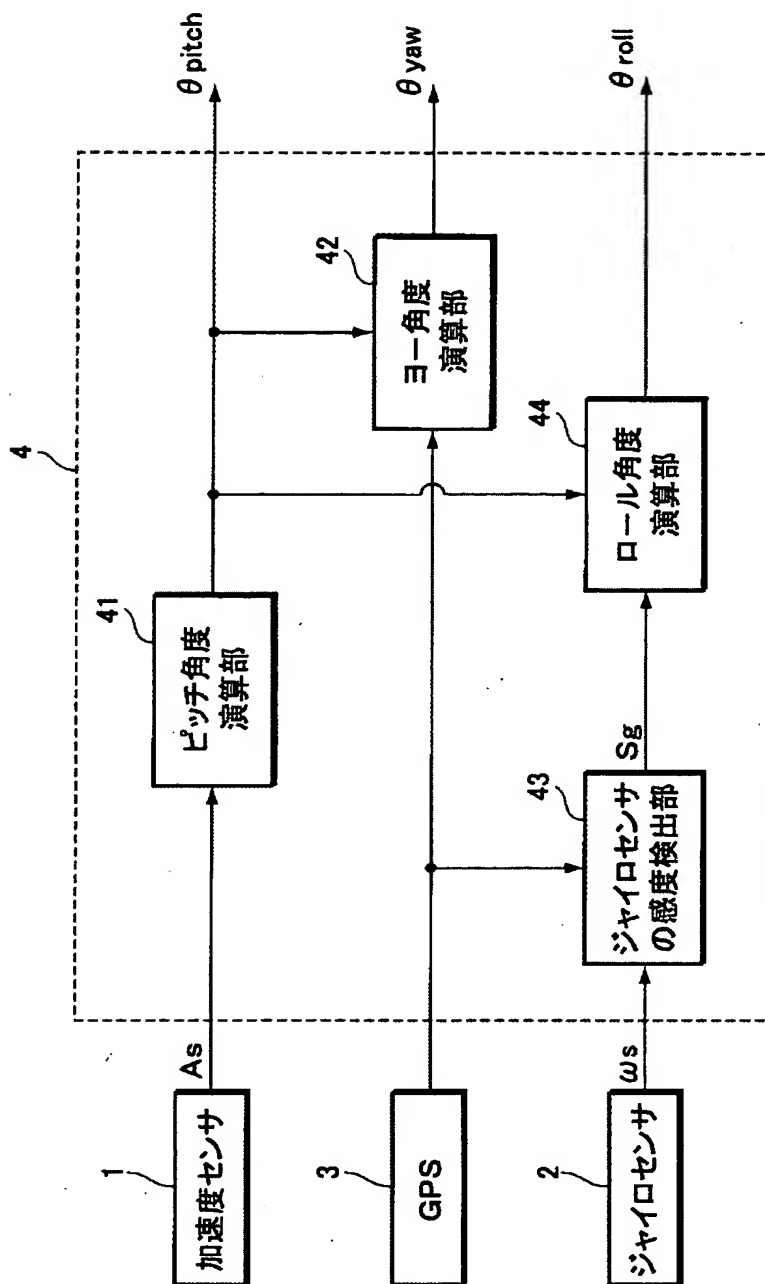 4
1
加速度センサ
As
41
ピッチ角度
演算部
θ pitch
3
GPS
42
ヨー角度
演算部
θ yaw
2
ジャイロセンサ
ωs
43
ジャイロセンサ
の感度検出部
Sg
44
ロール角度
演算部
θ roll